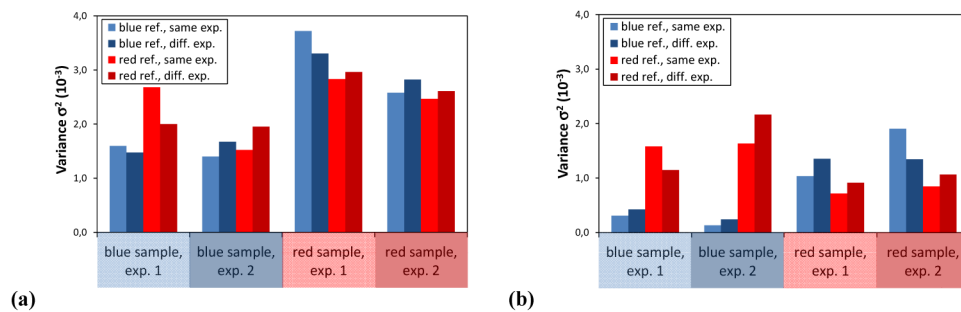 4,0
3,0
2,0
1,0
0,0
Variance σ² (10⁻³)
blue ref., same exp.
blue ref., diff. exp.
red ref., same exp.
red ref., diff. exp.
blue sample,
exp. 1
blue sample,
exp. 2
red sample,
exp. 1
red sample,
exp. 2
(a)
4,0
3,0
2,0
1,0
0,0
Variance σ² (10⁻³)
blue ref., same exp.
blue ref., diff. exp.
red ref., same exp.
red ref., diff. exp.
blue sample,
exp. 1
blue sample,
exp. 2
red sample,
exp. 1
red sample,
exp. 2
(b)